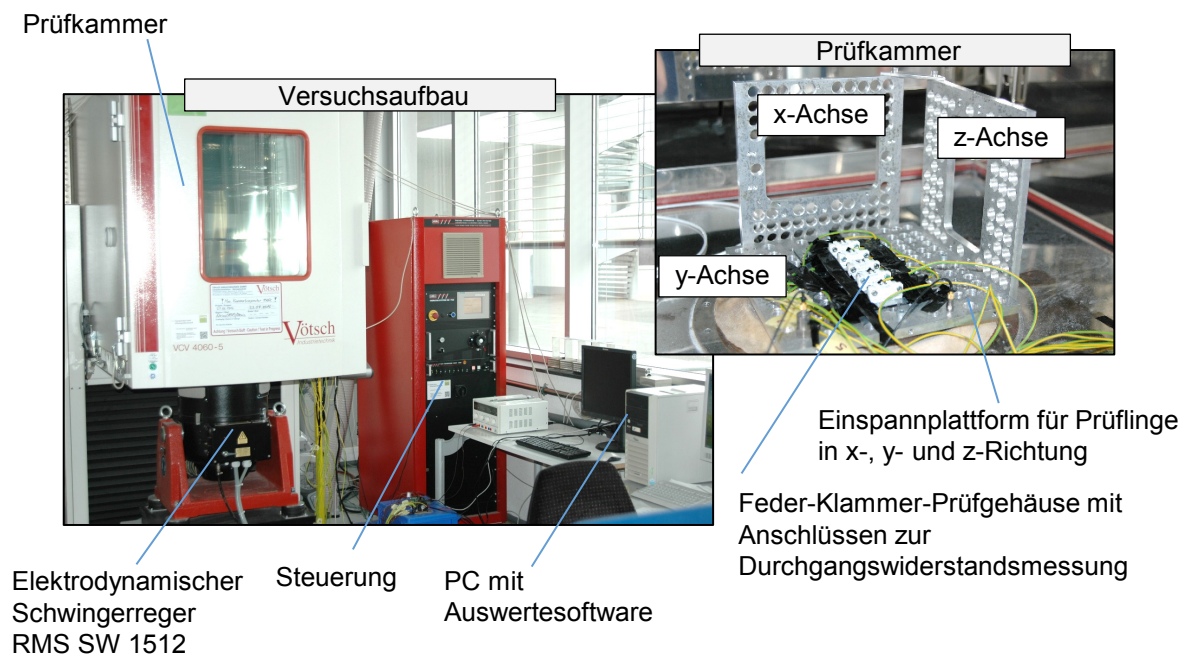 Prüfkammer
Versuchsaufbau
Prüfkammer
x-Achse
z-Achse
y-Achse
Vötsch
Industrietechnik
VCV 4060-5
Einspannplattform für Prüflinge
in x-, y- und z-Richtung
Feder-Klammer-Prüfgehäuse mit
Anschlüssen zur
Durchgangswiderstandsmessung
Elektrodynamischer
Schwingerreger
RMS SW 1512
Steuerung
PC mit
Auswertesoftware